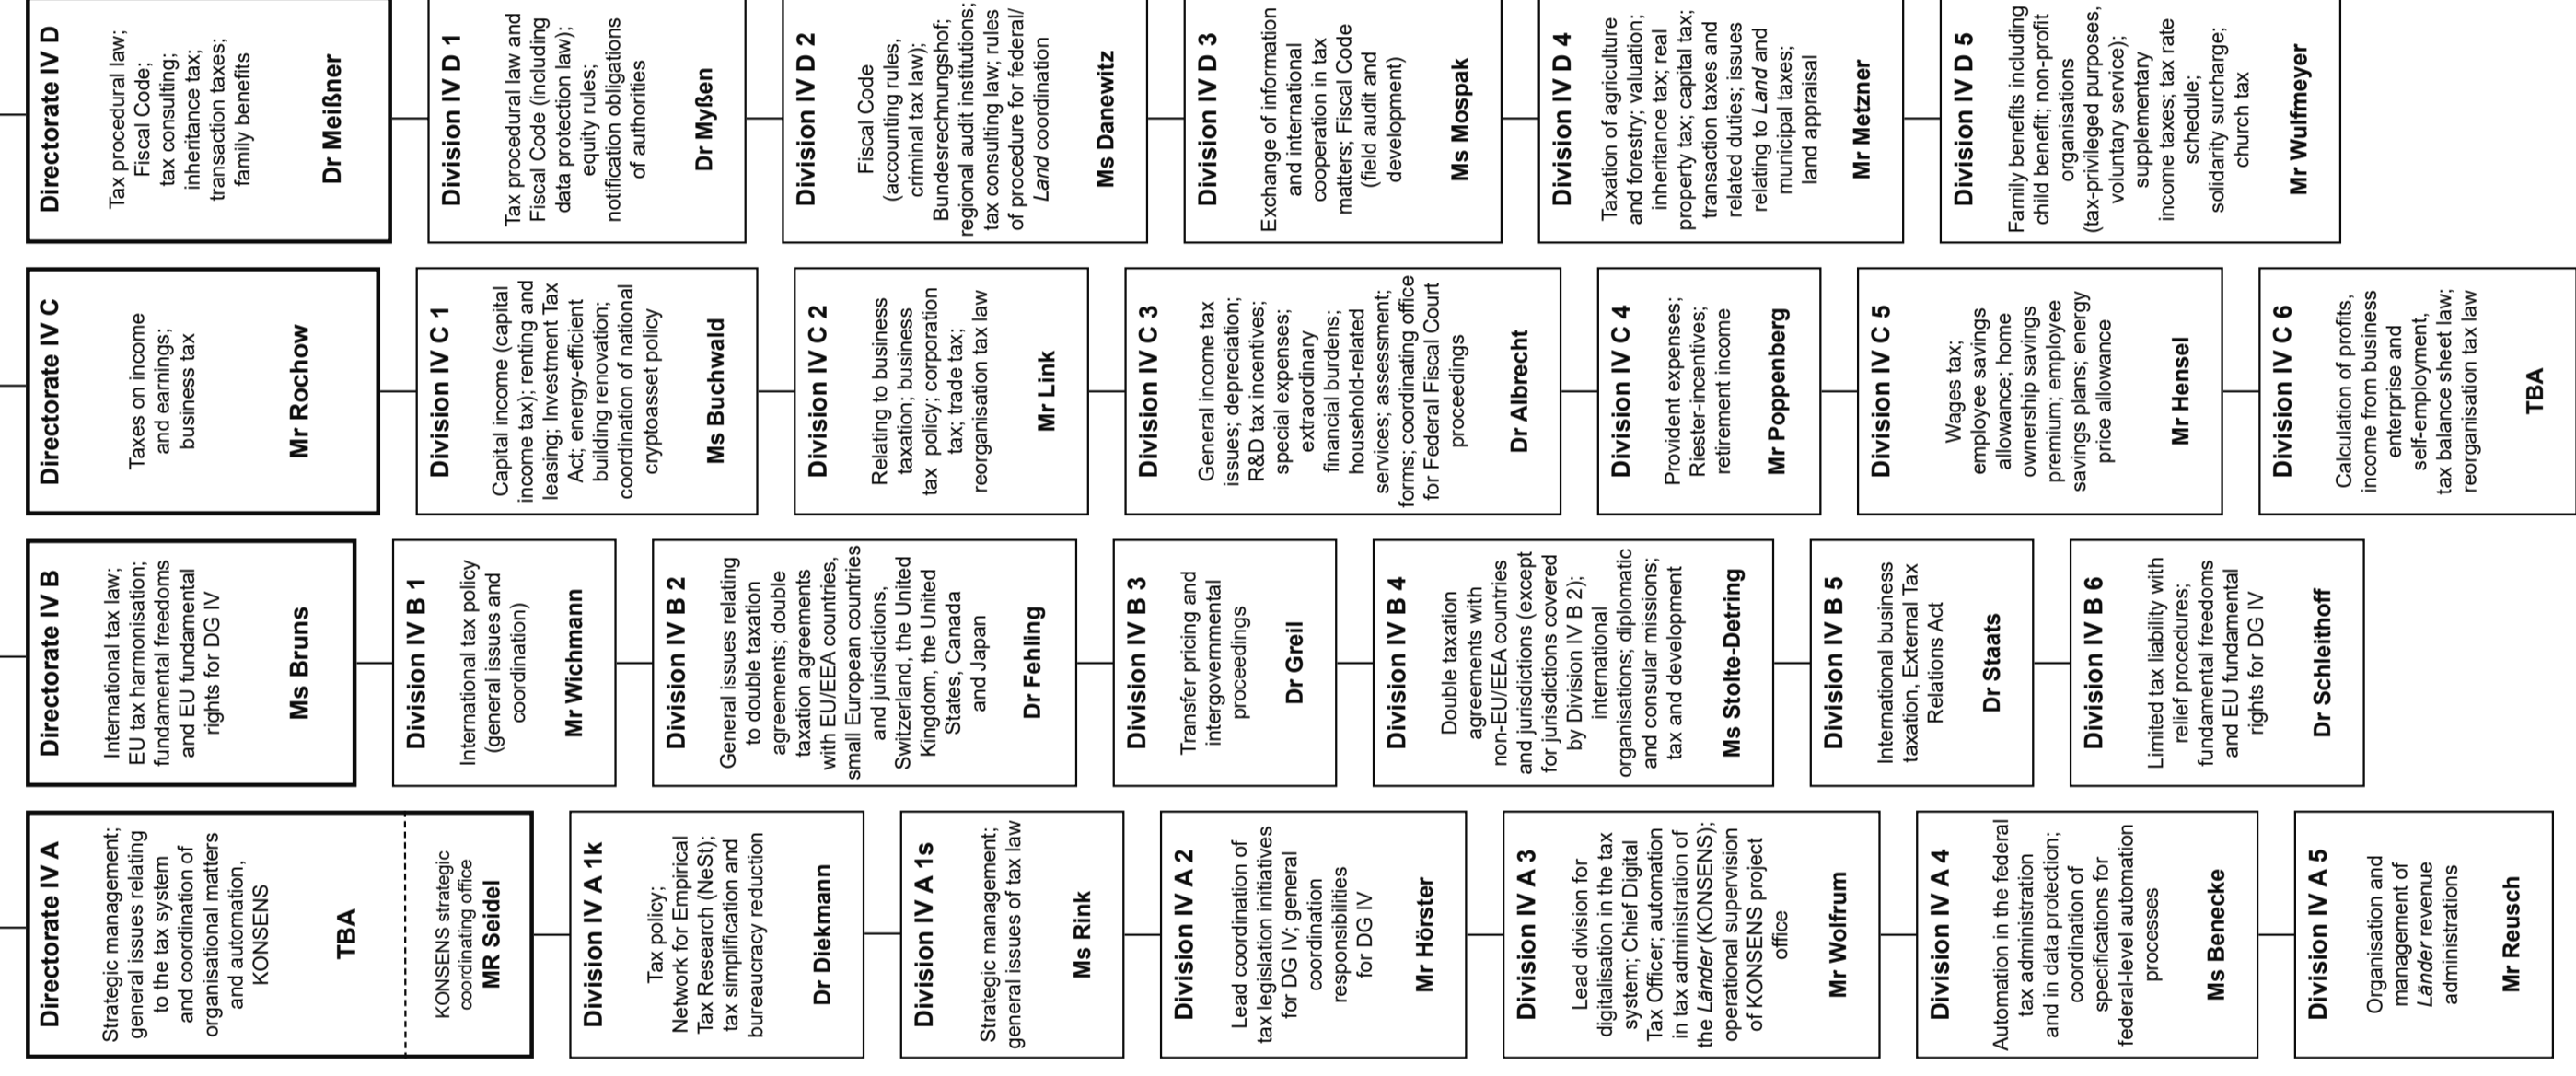 Directorate IV A
Strategic management;
general issues relating
to the tax system
and coordination of
organisational matters
and automation,
KONSENS
TBA
KONSENS strategic
coordinating office
MR Seidel
Division IV A 1k
Tax policy;
Network for Empirical
Tax Research (NeSt);
tax simplification and
bureaucracy reduction
Dr Diekmann
Division IV A 1s
Strategic management;
general issues of tax law
Ms Rink
Division IV A 2
Lead coordination of
tax legislation initiatives
for DG IV; general
coordination
responsibilities
for DG IV
Mr Hörster
Division IV A 3
Lead division for
digitalisation in the tax
system; Chief Digital
Tax Officer; automation
in tax administration of
the Länder (KONSENS);
operational supervision
of KONSENS project
office
Mr Wolfrum
Division IV A 4
Automation in the federal
tax administration
and in data protection;
coordination of
specifications for
federal-level automation
processes
Ms Benecke
Division IV A 5
Organisation and
management of
Länder revenue
administrations
Mr Reusch
Directorate IV B
International tax law;
EU tax harmonisation;
fundamental freedoms
and EU fundamental
rights for DG IV
Ms Bruns
Division IV B 1
International tax policy
(general issues and
coordination)
Mr Wichmann
Division IV B 2
General issues relating
to double taxation
agreements; double
taxation agreements
with EU/EEA countries,
small European countries
and jurisdictions,
Switzerland, the United
Kingdom, the United
States, Canada
and Japan
Dr Fehling
Division IV B 3
Transfer pricing and
intergovernmental
proceedings
Dr Greil
Division IV B 4
Double taxation
agreements with
non-EU/EEA countries
and jurisdictions (except
for jurisdictions covered
by Division IV B 2);
international
organisations; diplomatic
and consular missions;
tax and development
Ms Stolte-Detring
Division IV B 5
International business
taxation, External Tax
Relations Act
Dr Staats
Division IV B 6
Limited tax liability with
relief procedures;
fundamental freedoms
and EU fundamental
rights for DG IV
Dr Schleithoff
Directorate IV C
Taxes on income
and earnings;
business tax
Mr Rochow
Division IV C 1
Capital income (capital
income tax); renting and
leasing; Investment Tax
Act; energy-efficient
building renovation;
coordination of national
cryptoasset policy
Ms Buchwald
Division IV C 2
Relating to business
taxation; business
tax policy; corporation
tax; trade tax;
reorganisation tax law
Mr Link
Division IV C 3
General income tax
issues; depreciation;
R&D tax incentives;
special expenses;
extraordinary
financial burdens;
household-related
services; assessment;
forms; coordinating office
for Federal Fiscal Court
proceedings
Dr Albrecht
Division IV C 4
Provident expenses;
Riester-incentives;
retirement income
Mr Poppenberg
Division IV C 5
Wages tax;
employee savings
allowance; home
ownership savings
premium; employee
savings plans; energy
price allowance
Mr Hensel
Division IV C 6
Calculation of profits,
income from business
enterprise and
self-employment,
tax balance sheet law;
reorganisation tax law
TBA
Directorate IV D
Tax procedural law;
Fiscal Code;
tax consulting;
inheritance tax;
transaction taxes;
family benefits
Dr Meißner
Division IV D 1
Tax procedural law and
Fiscal Code (including
data protection law);
equity rules;
notification obligations
of authorities
Dr Myßen
Division IV D 2
Fiscal Code
(accounting rules,
criminal tax law);
Bundesrechnungshof;
regional audit institutions;
tax consulting law; rules
of procedure for federal/
Land coordination
Ms Danewitz
Division IV D 3
Exchange of information
and international
cooperation in tax
matters; Fiscal Code
(field audit and
development)
Ms Mospak
Division IV D 4
Taxation of agriculture
and forestry; valuation;
inheritance tax; real
property tax; capital tax;
transaction taxes and
related duties; issues
relating to Land and
municipal taxes;
land appraisal
Mr Metzner
Division IV D 5
Family benefits including
child benefit; non-profit
organisations
(tax-privileged purposes,
voluntary service);
supplementary
income taxes; tax rate
schedule;
solidarity surcharge;
church tax
Mr Wulfmeyer